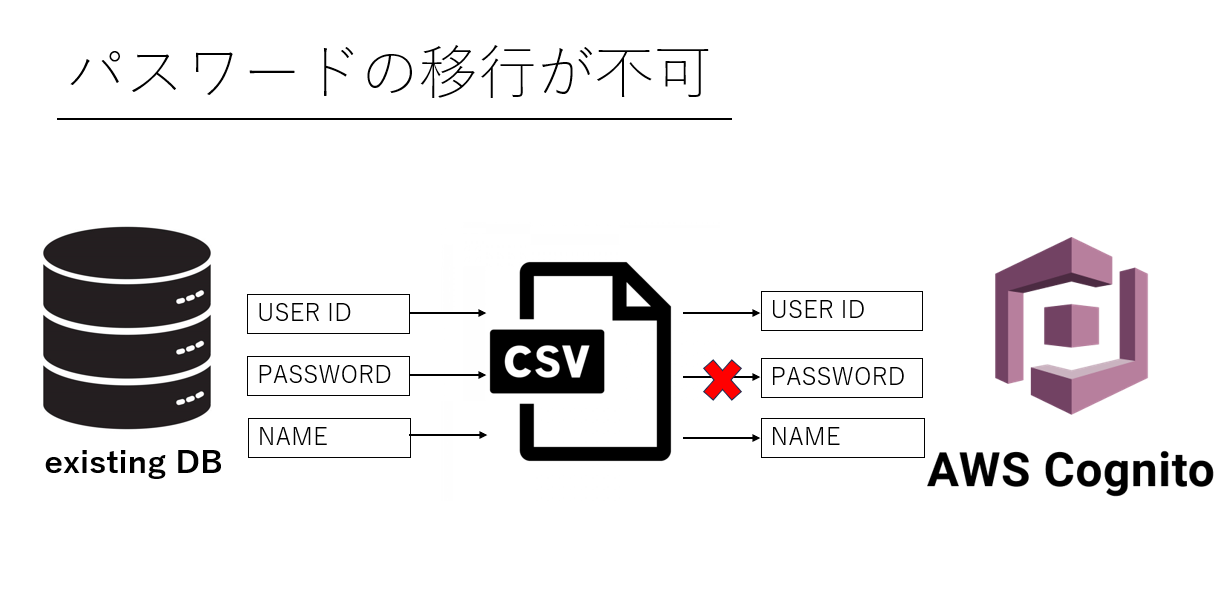 パスワードの移行が不可
USER ID
PASSWORD
NAME
existing DB
CSV
USER ID
PASSWORD
NAME
AWS Cognito